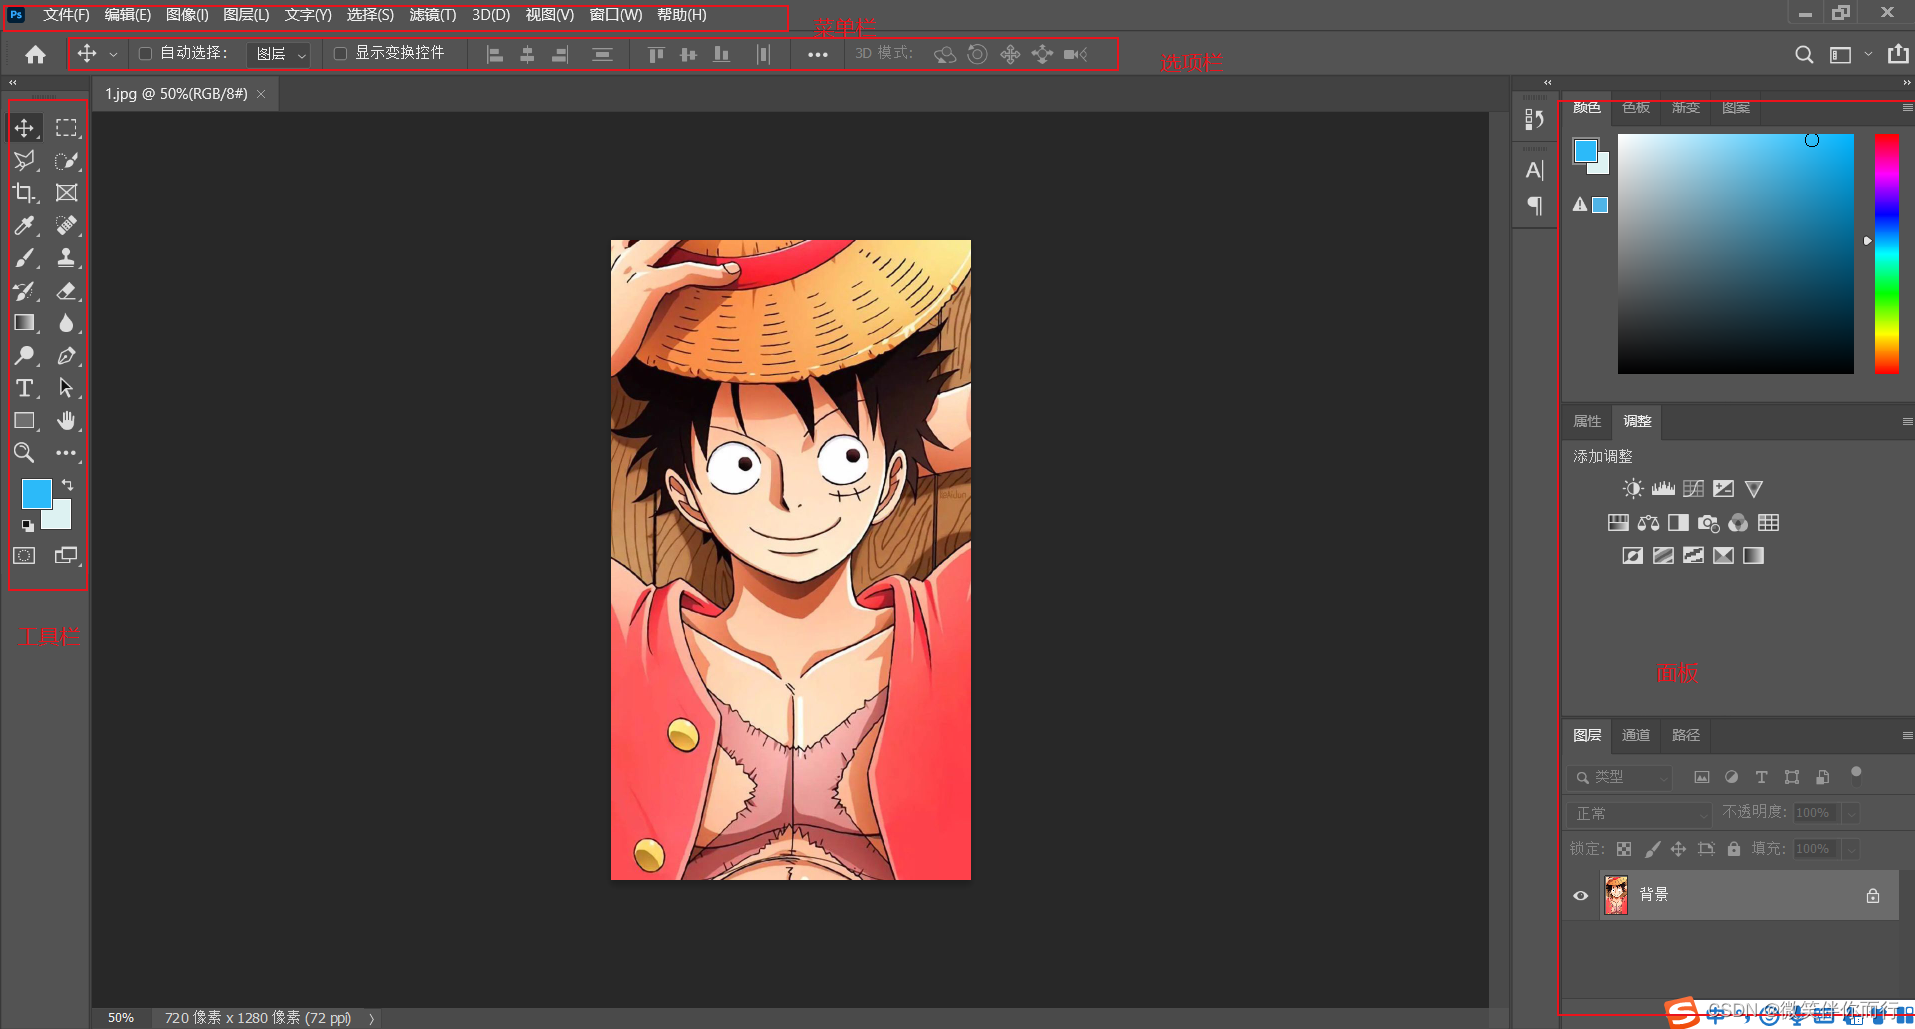 Ps 文件(F) 编辑(E) 图像(I) 图层(L) 文字(Y) 选择(S) 滤镜(T) 3D(D) 视图(V) 窗口(W) 帮助(H)
菜单栏
自动选择: 图层 显示变换控件 3D 模式:
选项栏
1.jpg @ 50%(RGB/8#)
颜色 色板 渐变 图案
属性 调整
添加调整
工具栏
面板
图层 通道 路径
类型
正常 不透明度: 100%
锁定: 填充: 100%
背景
50% 720 像素 x 1280 像素 (72 ppi)
CSDN @微笑伴你而行